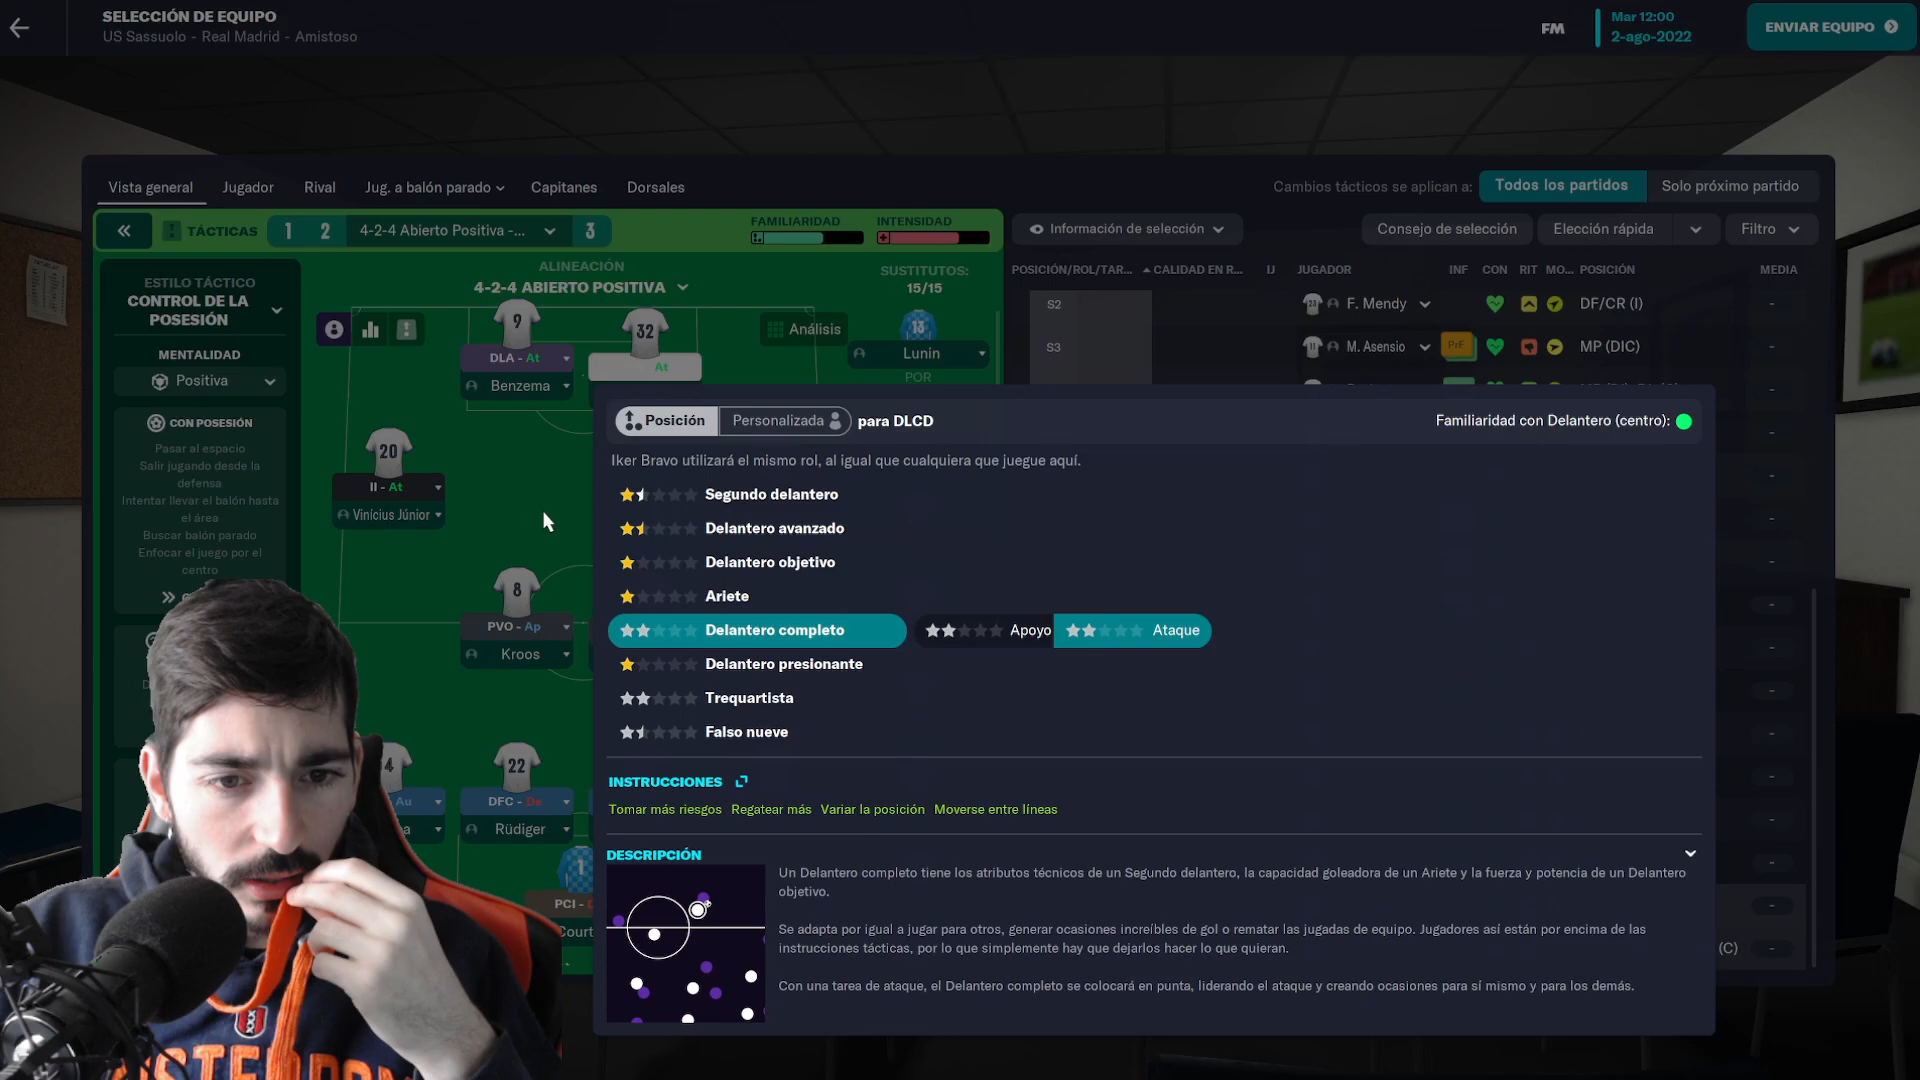 SELECCIÓN DE EQUIPO
US Sassuolo - Real Madrid - Amistoso
FM
Mar 12:00
2-ago-2022
ENVIAR EQUIPO
Vista general
Jugador
Rival
Jug. a balón parado
Capitanes
Dorsales
Cambios tácticos se aplican a:
Todos los partidos
Solo próximo partido
TÁCTICAS
1
2
4-2-4 Abierto Positiva -...
3
FAMILIARIDAD
INTENSIDAD
Información de selección
Consejo de selección
Elección rápida
Filtro
ESTILO TÁCTICO
CONTROL DE LA
POSESIÓN
MENTALIDAD
Positiva
CON POSESIÓN
Pasar al espacio
Salir jugando desde la
defensa
Intentar llevar el balón hasta
el área
Buscar balón parado
Enfocar el juego por el
centro
ALINEACIÓN
4-2-4 ABIERTO POSITIVA
SUSTITUTOS:
15/15
Análisis
9
DLA - At
Benzema
32
At
13
Lunin
POR
20
II - At
Vinícius Júnior
8
PVO - Ap
Kroos
4
Au
a
22
DFC - De
Rüdiger
1
PCI - D
Court
POSICIÓN/ROL/TAR...
CALIDAD EN R...
IJ
JUGADOR
INF
CON
RIT
MO...
POSICIÓN
MEDIA
S2
F. Mendy
DF/CR (I)
-
S3
M. Asensio
PrF
MP (DIC)
-
(C)
Posición
Personalizada
para DLCD
Familiaridad con Delantero (centro):
Iker Bravo utilizará el mismo rol, al igual que cualquiera que juegue aquí.
Segundo delantero
Delantero avanzado
Delantero objetivo
Ariete
Delantero completo
Apoyo
Ataque
Delantero presionante
Trequartista
Falso nueve
INSTRUCCIONES
Tomar más riesgos Regatear más Variar la posición Moverse entre líneas
DESCRIPCIÓN
Un Delantero completo tiene los atributos técnicos de un Segundo delantero, la capacidad goleadora de un Ariete y la fuerza y potencia de un Delantero
objetivo.
Se adapta por igual a jugar para otros, generar ocasiones increíbles de gol o rematar las jugadas de equipo. Jugadores así están por encima de las
instrucciones tácticas, por lo que simplemente hay que dejarlos hacer lo que quieran.
Con una tarea de ataque, el Delantero completo se colocará en punta, liderando el ataque y creando ocasiones para sí mismo y para los demás.
XXX